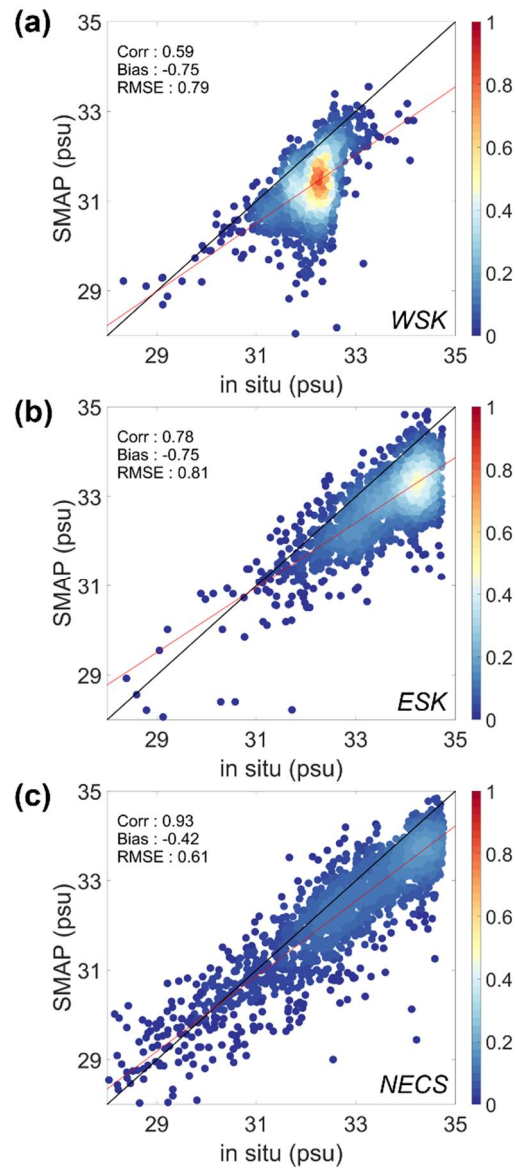 (a)
Corr : 0.59
Bias : -0.75
RMSE : 0.79
SMAP (psu)
33
31
29
29 31 33 35
in situ (psu)
WSK
1
0.8
0.6
0.4
0.2
0
(b)
35
Corr : 0.78
Bias : -0.75
RMSE : 0.81
SMAP (psu)
33
31
29
29 31 33 35
in situ (psu)
ESK
1
0.8
0.6
0.4
0.2
0
(c)
35
Corr : 0.93
Bias : -0.42
RMSE : 0.61
SMAP (psu)
33
31
29
29 31 33 35
in situ (psu)
NECS
1
0.8
0.6
0.4
0.2
0